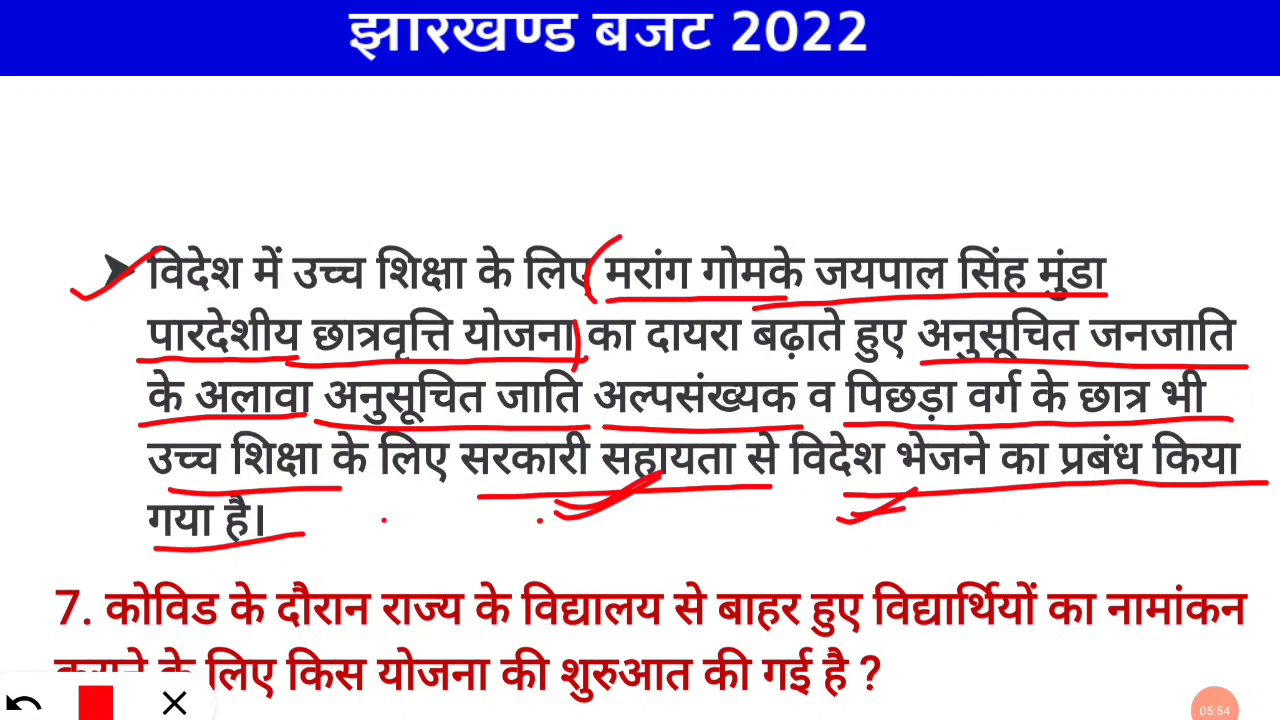 झारखण्ड बजट 2022
➤ विदेश में उच्च शिक्षा के लिए मरांग गोमके जयपाल सिंह मुंडा
पारदेशीय छात्रवृत्ति योजना का दायरा बढ़ाते हुए अनुसूचित जनजाति
के अलावा अनुसूचित जाति अल्पसंख्यक व पिछड़ा वर्ग के छात्र भी
उच्च शिक्षा के लिए सरकारी सहायता से विदेश भेजने का प्रबंध किया
गया है।
7. कोविड के दौरान राज्य के विद्यालय से बाहर हुए विद्यार्थियों का नामांकन
के लिए किस योजना की शुरुआत की गई है ?
05:54